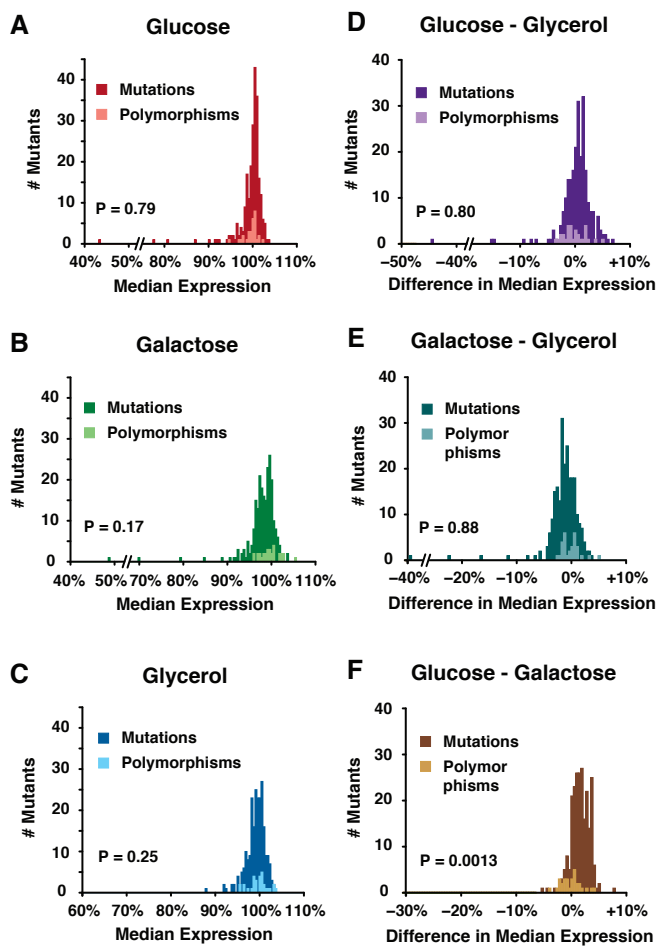 A
Glucose
# Mutants
40
30
20
10
0
Mutations
Polymorphisms
P = 0.79
40% 50% 80% 90% 100% 110%
Median Expression
B
Galactose
# Mutants
40
30
20
10
0
Mutations
Polymorphisms
P = 0.17
40% 50% 70% 80% 90% 100% 110%
Median Expression
C
Glycerol
# Mutants
40
30
20
10
0
Mutations
Polymorphisms
P = 0.25
60% 70% 80% 90% 100% 110%
Median Expression
D
Glucose - Glycerol
# Mutants
40
30
20
10
0
Mutations
Polymorphisms
P = 0.80
−50% −40% −10% 0% +10%
Difference in Median Expression
E
Galactose - Glycerol
# Mutants
40
30
20
10
0
Mutations
Polymor
phisms
P = 0.88
−40 % −20% −10% 0% +10%
Difference in Median Expression
F
Glucose - Galactose
# Mutants
40
30
20
10
0
Mutations
Polymor
phisms
P = 0.0013
−30% −20% −10% 0% +10%
Difference in Median Expression